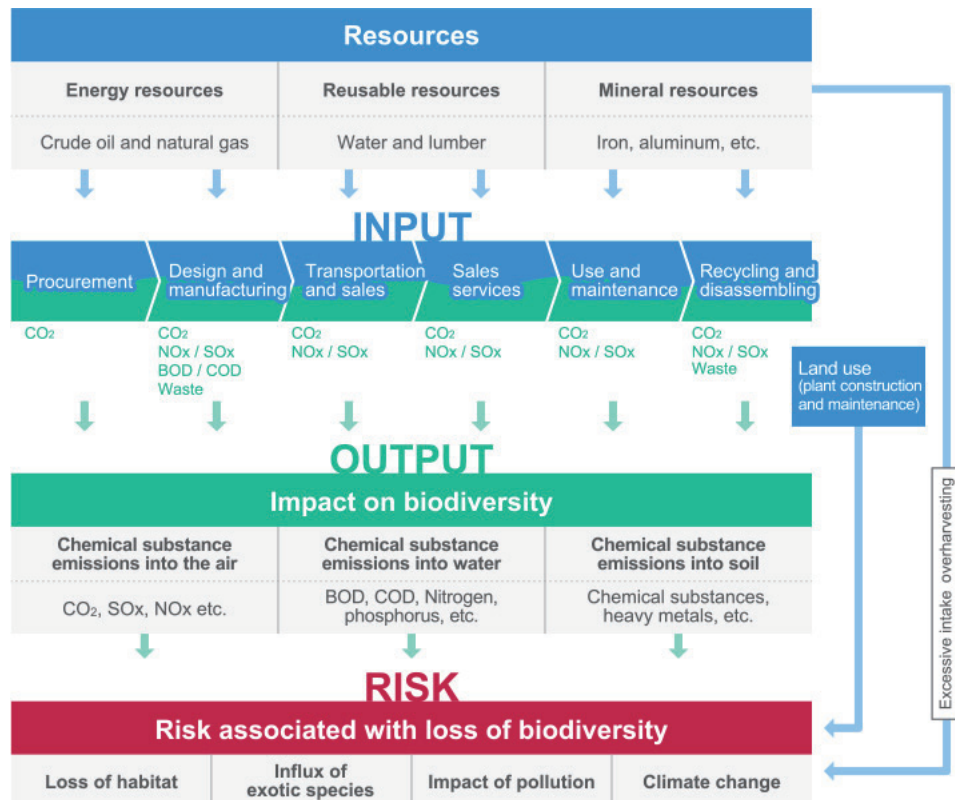 Resources
Energy resources
Reusable resources
Mineral resources
Crude oil and natural gas
Water and lumber
Iron, aluminum, etc.
INPUT
Procurement
Design and
manufacturing
Transportation
and sales
Sales
services
Use and
maintenance
Recycling and
disassembling
CO₂
CO₂
NOx / SOx
BOD / COD
Waste
CO₂
NOx / SOx
CO₂
NOx / SOx
CO₂
NOx / SOx
CO₂
NOx / SOx
Waste
Land use
(plant construction
and maintenance)
Excessive intake overharvesting
OUTPUT
Impact on biodiversity
Chemical substance
emissions into the air
Chemical substance
emissions into water
Chemical substance
emissions into soil
CO₂, SOx, NOx etc.
BOD, COD, Nitrogen,
phosphorus, etc.
Chemical substances,
heavy metals, etc.
RISK
Risk associated with loss of biodiversity
Loss of habitat
Influx of
exotic species
Impact of pollution
Climate change